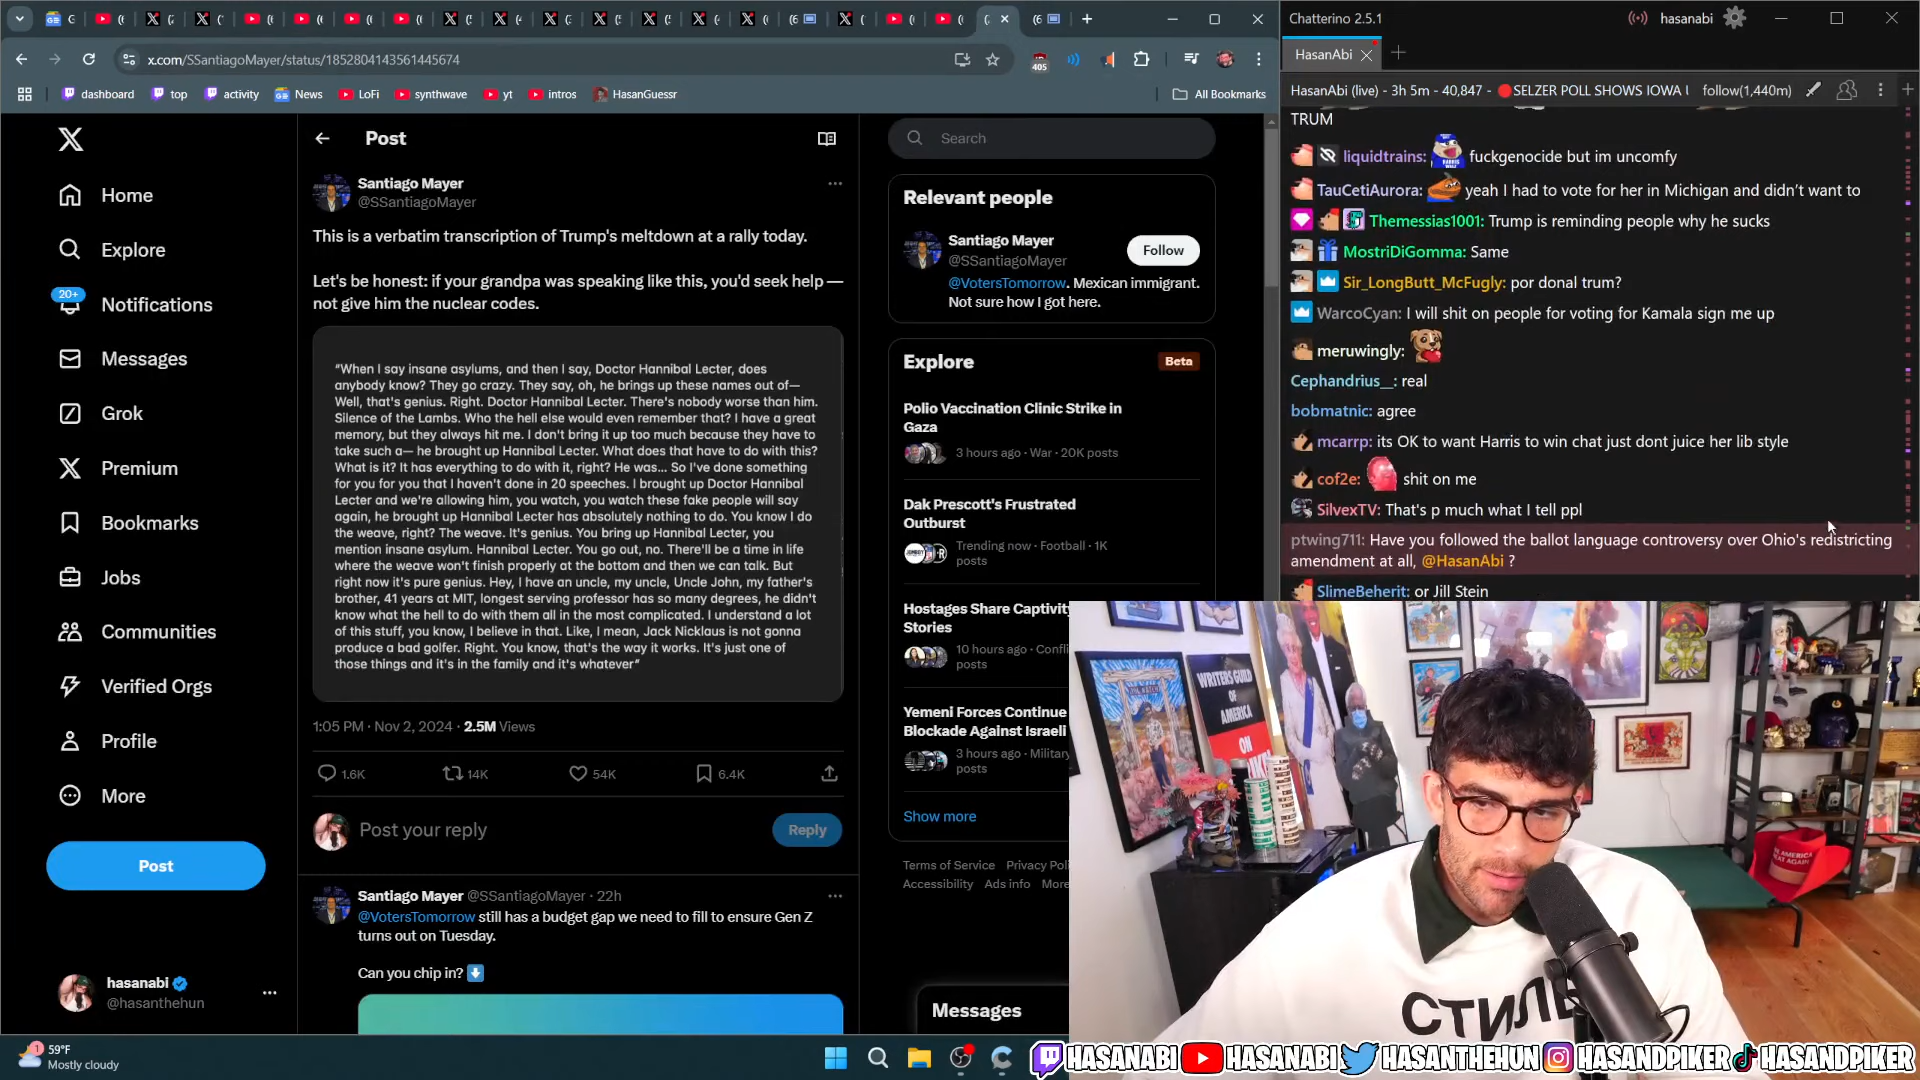 Chatterino 2.5.1
hasanabi
x.com/SSantiagoMayer/status/1852804143561445674
405
HasanAbi
dashboard
top
activity
News
LoFi
synthwave
yt
intros
HasanGuessr
All Bookmarks
HasanAbi (live) - 3h 5m - 40,847 - 🔴SELZER POLL SHOWS IOWA
follow(1,440m)
Home
Explore
20+
Notifications
Messages
Grok
Premium
Bookmarks
Jobs
Communities
Verified Orgs
Profile
More
Post
hasanabi
@hasanthehun
Post
Santiago Mayer
@SSantiagoMayer
This is a verbatim transcription of Trump's meltdown at a rally today.
Let's be honest: if your grandpa was speaking like this, you'd seek help —
not give him the nuclear codes.
“When I say insane asylums, and then I say, Doctor Hannibal Lecter, does
anybody know? They go crazy. They say, oh, he brings up these names out of—
Well, that's genius. Right. Doctor Hannibal Lecter. There's nobody worse than him.
Silence of the Lambs. Who the hell else would even remember that? I have a great
memory, but they always hit me. I don't bring it up too much because they have to
take such a— he brought up Hannibal Lecter. What does that have to do with this?
What is it? It has everything to do with it, right? He was... So I've done something
for you for you that I haven't done in 20 speeches. I brought up Doctor Hannibal
Lecter and we're allowing him, you watch, you watch these fake people will say
again, he brought up Hannibal Lecter has absolutely nothing to do. You know I do
the weave, right? The weave. It's genius. You bring up Hannibal Lecter, you
mention insane asylum. Hannibal Lecter. You go out, no. There'll be a time in life
where the weave won't finish properly at the bottom and then we can talk. But
right now it's pure genius. Hey, I have an uncle, my uncle, Uncle John, my father's
brother, 41 years at MIT, longest serving professor has so many degrees, he didn't
know what the hell to do with them all in the most complicated. I understand a lot
of this stuff, you know, I believe in that. Like, I mean, Jack Nicklaus is not gonna
produce a bad golfer. Right. You know, that's the way it works. It's just one of
those things and it's in the family and it's whatever”
1:05 PM · Nov 2, 2024 · 2.5M Views
1.6K
14K
54K
6.4K
Post your reply
Reply
Santiago Mayer @SSantiagoMayer · 22h
@VotersTomorrow still has a budget gap we need to fill to ensure Gen Z
turns out on Tuesday.
Can you chip in? ⬇️
Search
Relevant people
Santiago Mayer
@SSantiagoMayer
Follow
@VotersTomorrow. Mexican immigrant.
Not sure how I got here.
Explore
Beta
Polio Vaccination Clinic Strike in
Gaza
3 hours ago · War · 20K posts
Dak Prescott's Frustrated
Outburst
Trending now · Football · 1K
posts
Hostages Share Captivity
Stories
10 hours ago · Confli
posts
Yemeni Forces Continue
Blockade Against Israeli
3 hours ago · Military
posts
Show more
Terms of Service Privacy Poli
Accessibility Ads info More
Messages
TRUM
liquidtrains: fuckgenocide but im uncomfy
TauCetiAurora: yeah I had to vote for her in Michigan and didn’t want to
Themessias1001: Trump is reminding people why he sucks
MostriDiGomma: Same
Sir_LongButt_McFugly: por donal trum?
WarcoCyan: I will shit on people for voting for Kamala sign me up
meruwingly:
Cephandrius__: real
bobmatnic: agree
mcarrp: its OK to want Harris to win chat just dont juice her lib style
cof2e: shit on me
SilvexTV: That's p much what I tell ppl
ptwing711: Have you followed the ballot language controversy over Ohio's redistricting
amendment at all, @HasanAbi ?
SlimeBeherit: or Jill Stein
WRITERS GUILD
OF
AMERICA
ON
СТИЛЬ
1
59°F
Mostly cloudy
HASANABI
HASANABI
HASANTHEHUN
HASANDPIKER
HASANDPIKER